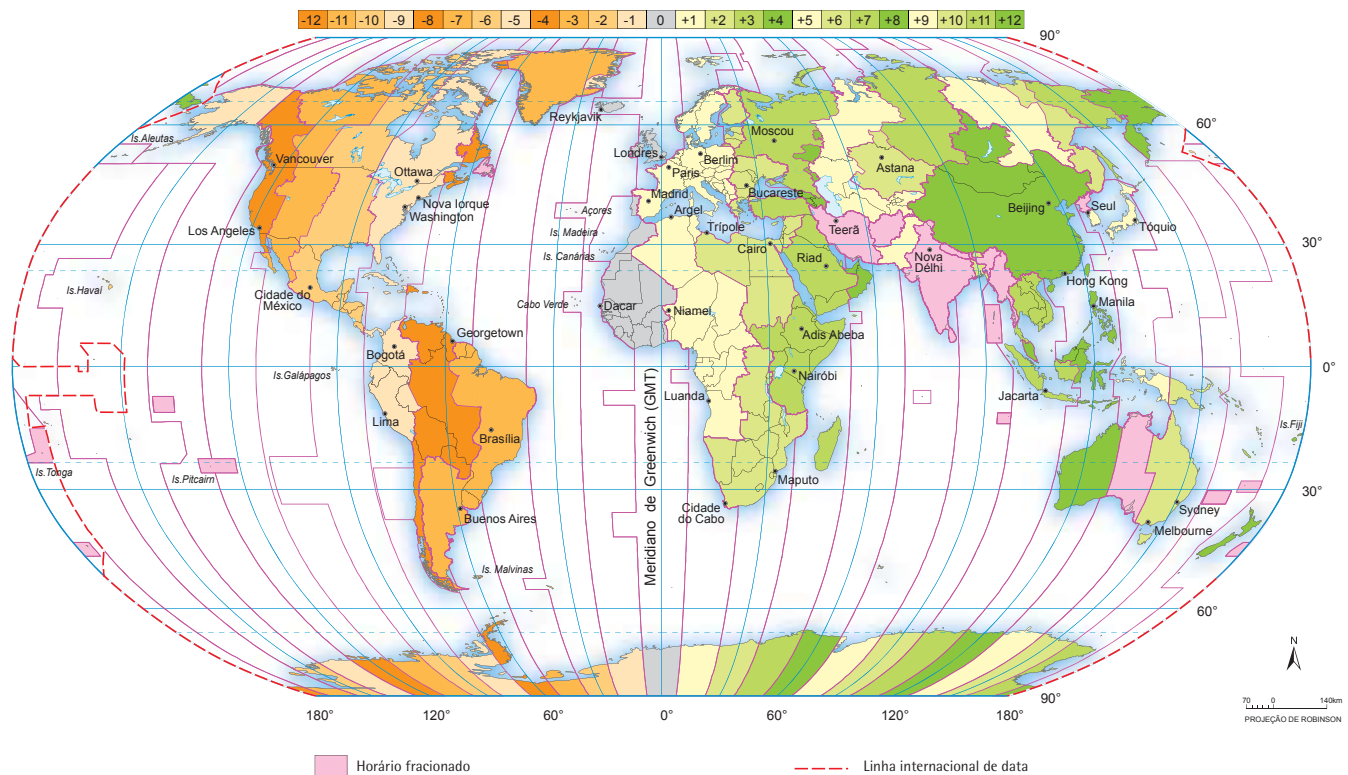 -12 -11 -10 -9 -8 -7 -6 -5 -4 -3 -2 -1 0 +1 +2 +3 +4 +5 +6 +7 +8 +9 +10 +11 +12
90°
Reykjavik
Moscou
60°
Is.Aleutas
Vancouver
Londres
Berlim
Astana
Ottawa
Paris
Bucareste
Nova Iorque
Madrid
Beijing
Seul
Washington
Açores
Argel
Los Angeles
Is. Madeira
Trípole
Teerã
Tóquio
Cairo
30°
Is. Canárias
Riad
Nova
Délhi
Is.Havaí
Cidade do
México
Hong Kong
Cabo Verde
Dacar
Niamei
Manila
Georgetown
Adis Abeba
Bogotá
0°
Is.Galápagos
Nairóbi
Meridiano de Greenwich (GMT)
Luanda
Jacarta
Lima
Brasília
Is.Fiji
Is.Tonga
Is.Pitcairn
Maputo
30°
Cidade
do Cabo
Sydney
Buenos Aires
Melbourne
Is. Malvinas
60°
N
90°
70 0 140km
180° 120° 60° 0° 60° 120° 180°
PROJEÇÃO DE ROBINSON
Horário fracionado
Linha internacional de data